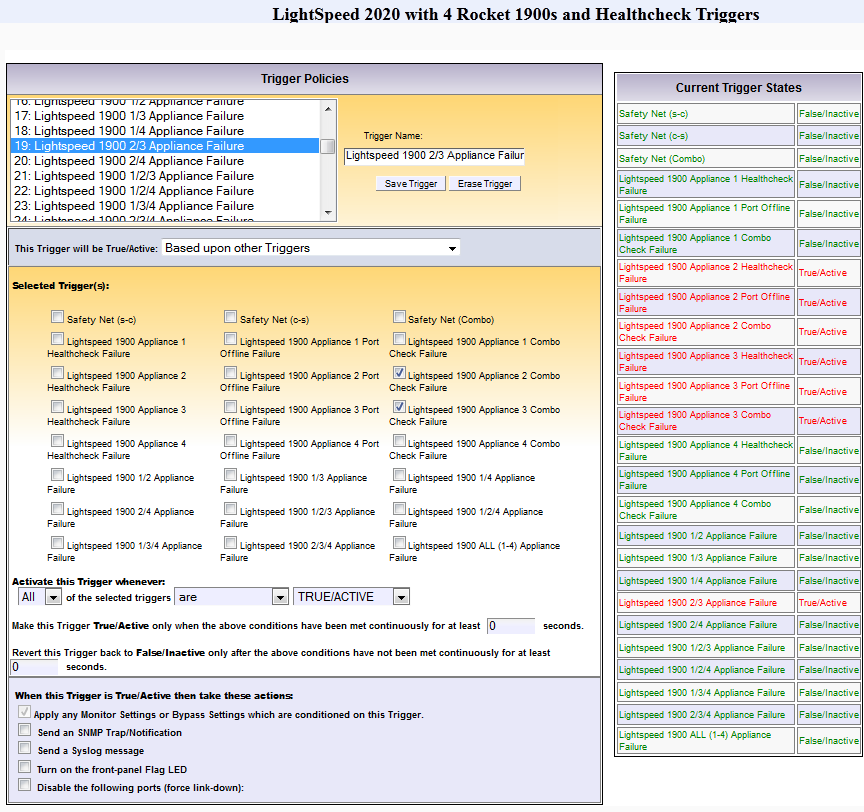 LightSpeed 2020 with 4 Rocket 1900s and Healthcheck Triggers
Trigger Policies
16: Lightspeed 1900 1/2 Appliance Failure
17: Lightspeed 1900 1/3 Appliance Failure
18: Lightspeed 1900 1/4 Appliance Failure
19: Lightspeed 1900 2/3 Appliance Failure
20: Lightspeed 1900 2/4 Appliance Failure
21: Lightspeed 1900 1/2/3 Appliance Failure
22: Lightspeed 1900 1/2/4 Appliance Failure
23: Lightspeed 1900 1/3/4 Appliance Failure
24: Lightspeed 1900 2/3/4 Appliance Failure
Trigger Name:
Lightspeed 1900 2/3 Appliance Failur
Save Trigger Erase Trigger
This Trigger will be True/Active: Based upon other Triggers
Selected Trigger(s):
Safety Net (s-c) Safety Net (c-s) Safety Net (Combo)
Lightspeed 1900 Appliance 1 Lightspeed 1900 Appliance 1 Port Lightspeed 1900 Appliance 1 Combo
Healthcheck Failure Offline Failure Check Failure
Lightspeed 1900 Appliance 2 Lightspeed 1900 Appliance 2 Port Lightspeed 1900 Appliance 2 Combo
Healthcheck Failure Offline Failure Check Failure
Lightspeed 1900 Appliance 3 Lightspeed 1900 Appliance 3 Port Lightspeed 1900 Appliance 3 Combo
Healthcheck Failure Offline Failure Check Failure
Lightspeed 1900 Appliance 4 Lightspeed 1900 Appliance 4 Port Lightspeed 1900 Appliance 4 Combo
Healthcheck Failure Offline Failure Check Failure
Lightspeed 1900 1/2 Appliance Lightspeed 1900 1/3 Appliance Lightspeed 1900 1/4 Appliance
Failure Failure Failure
Lightspeed 1900 2/4 Appliance Lightspeed 1900 1/2/3 Appliance Lightspeed 1900 1/2/4 Appliance
Failure Failure Failure
Lightspeed 1900 1/3/4 Appliance Lightspeed 1900 2/3/4 Appliance Lightspeed 1900 ALL (1-4) Appliance
Failure Failure Failure
Activate this Trigger whenever:
All of the selected triggers are TRUE/ACTIVE
Make this Trigger True/Active only when the above conditions have been met continuously for at least 0 seconds.
Revert this Trigger back to False/Inactive only after the above conditions have not been met continuously for at least
0 seconds.
When this Trigger is True/Active then take these actions:
Apply any Monitor Settings or Bypass Settings which are conditioned on this Trigger.
Send an SNMP Trap/Notification
Send a Syslog message
Turn on the front-panel Flag LED
Disable the following ports (force link-down):
Current Trigger States
Safety Net (s-c) False/Inactive
Safety Net (c-s) False/Inactive
Safety Net (Combo) False/Inactive
Lightspeed 1900 Appliance 1 Healthcheck
Failure False/Inactive
Lightspeed 1900 Appliance 1 Port Offline
Failure False/Inactive
Lightspeed 1900 Appliance 1 Combo
Check Failure False/Inactive
Lightspeed 1900 Appliance 2 Healthcheck
Failure True/Active
Lightspeed 1900 Appliance 2 Port Offline
Failure True/Active
Lightspeed 1900 Appliance 2 Combo
Check Failure True/Active
Lightspeed 1900 Appliance 3 Healthcheck
Failure True/Active
Lightspeed 1900 Appliance 3 Port Offline
Failure True/Active
Lightspeed 1900 Appliance 3 Combo
Check Failure True/Active
Lightspeed 1900 Appliance 4 Healthcheck
Failure False/Inactive
Lightspeed 1900 Appliance 4 Port Offline
Failure False/Inactive
Lightspeed 1900 Appliance 4 Combo
Check Failure False/Inactive
Lightspeed 1900 1/2 Appliance Failure False/Inactive
Lightspeed 1900 1/3 Appliance Failure False/Inactive
Lightspeed 1900 1/4 Appliance Failure False/Inactive
Lightspeed 1900 2/3 Appliance Failure True/Active
Lightspeed 1900 2/4 Appliance Failure False/Inactive
Lightspeed 1900 1/2/3 Appliance Failure False/Inactive
Lightspeed 1900 1/2/4 Appliance Failure False/Inactive
Lightspeed 1900 1/3/4 Appliance Failure False/Inactive
Lightspeed 1900 2/3/4 Appliance Failure False/Inactive
Lightspeed 1900 ALL (1-4) Appliance
Failure False/Inactive